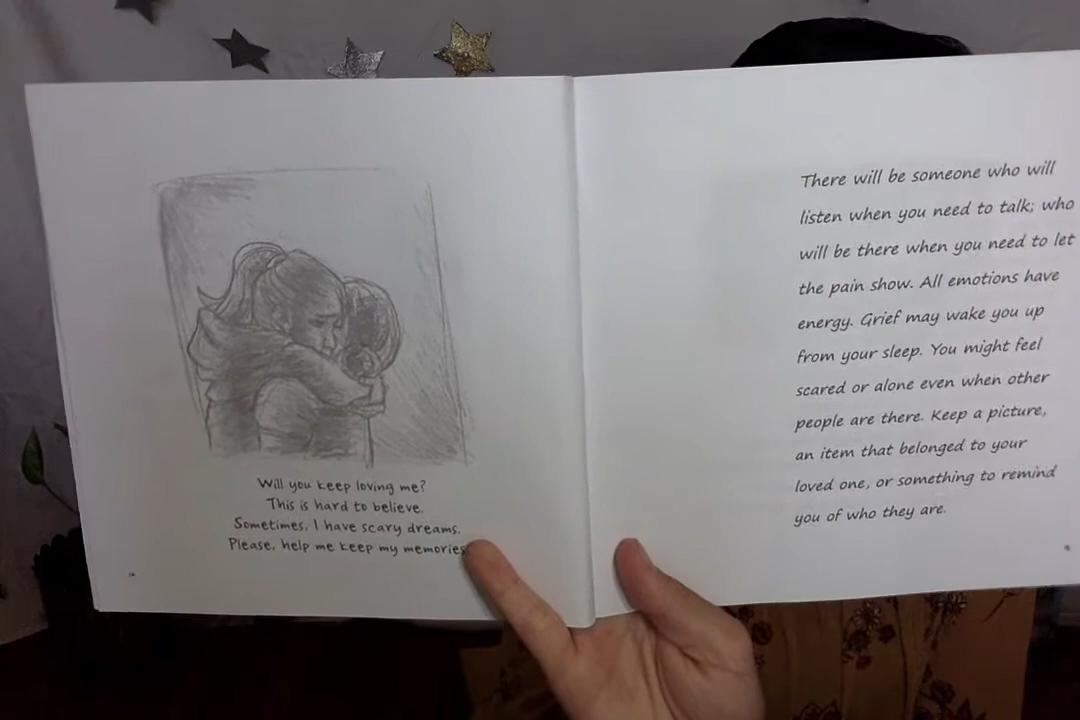 Will you keep loving me?
This is hard to believe.
Sometimes, I have scary dreams.
Please, help me keep my memories
There will be someone who will
listen when you need to talk; who
will be there when you need to let
the pain show. All emotions have
energy. Grief may wake you up
from your sleep. You might feel
scared or alone even when other
people are there. Keep a picture,
an item that belonged to your
loved one, or something to remind
you of who they are.